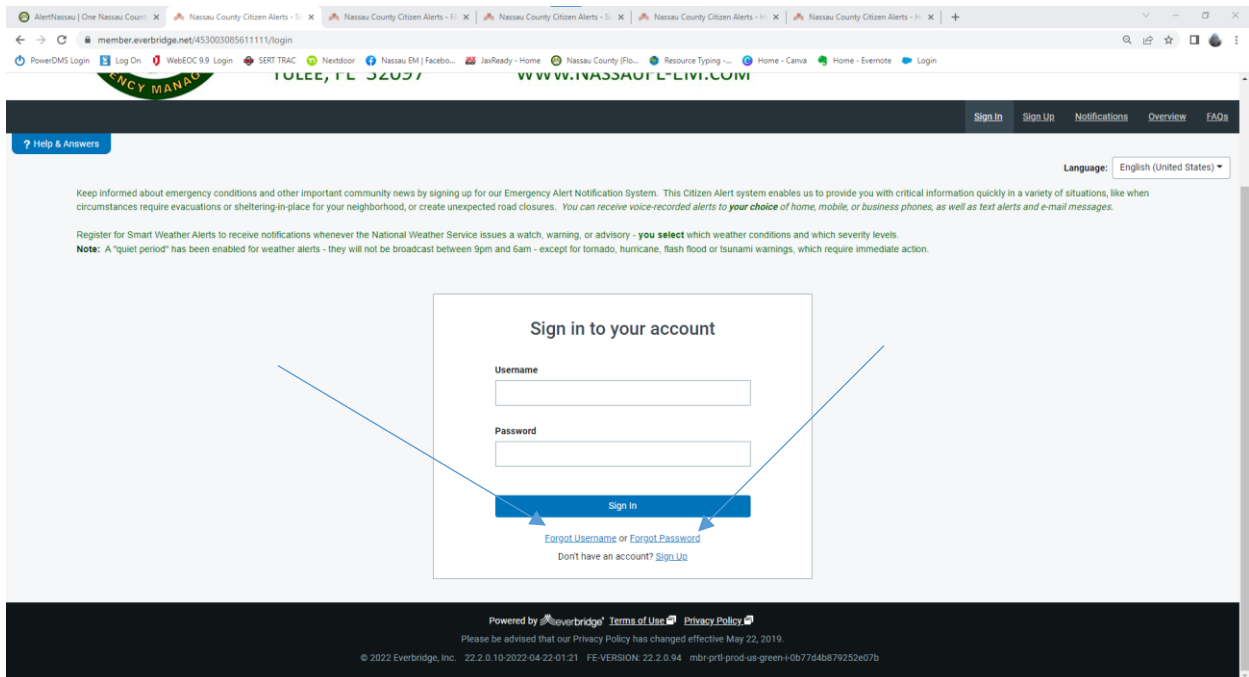 AlertNassau | One Nassau Count
Nassau County Citizen Alerts - Si
Nassau County Citizen Alerts - Fo
Nassau County Citizen Alerts - Si
Nassau County Citizen Alerts - H
Nassau County Citizen Alerts - H
member.everbridge.net/453003085611111/login
PowerDMS Login
Log On
WebEOC 9.9 Login
SERT TRAC
Nextdoor
Nassau EM | Facebo...
JaxReady - Home
Nassau County (Flo...
Resource Typing -...
Home - Canva
Home - Evernote
Login
NCY MANAG
YULEE, FL 32097
WWW.NASSAUFL-EM.COM
Sign In Sign Up Notifications Overview FAQs
? Help & Answers
Language: English (United States)
Keep informed about emergency conditions and other important community news by signing up for our Emergency Alert Notification System. This Citizen Alert system enables us to provide you with critical information quickly in a variety of situations, like when
circumstances require evacuations or sheltering-in-place for your neighborhood, or create unexpected road closures. You can receive voice-recorded alerts to your choice of home, mobile, or business phones, as well as text alerts and e-mail messages.
Register for Smart Weather Alerts to receive notifications whenever the National Weather Service issues a watch, warning, or advisory - you select which weather conditions and which severity levels.
Note: A "quiet period" has been enabled for weather alerts - they will not be broadcast between 9pm and 6am - except for tornado, hurricane, flash flood or tsunami warnings, which require immediate action.
Sign in to your account
Username
Password
Sign In
Forgot Username or Forgot Password
Don't have an account? Sign Up
Powered by everbridge Terms of Use Privacy Policy
Please be advised that our Privacy Policy has changed effective May 22, 2019.
© 2022 Everbridge, Inc. 22.2.0.10-2022-04-22-01:21 FE-VERSION: 22.2.0.94 mbr-prtl-prod-us-green-i-0b77d4b879252e07b